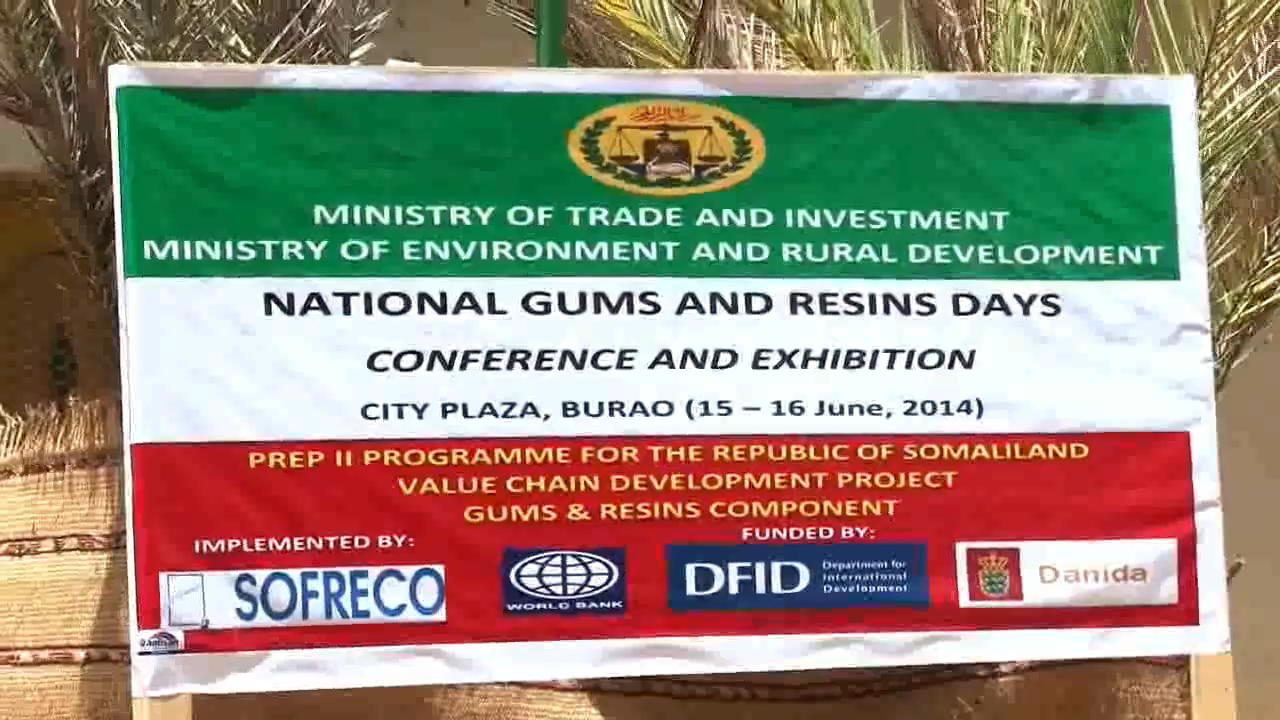 MINISTRY OF TRADE AND INVESTMENT
MINISTRY OF ENVIRONMENT AND RURAL DEVELOPMENT
NATIONAL GUMS AND RESINS DAYS
CONFERENCE AND EXHIBITION
CITY PLAZA, BURAO (15 – 16 June, 2014)
PREP II PROGRAMME FOR THE REPUBLIC OF SOMALILAND
VALUE CHAIN DEVELOPMENT PROJECT
GUMS & RESINS COMPONENT
IMPLEMENTED BY:
SOFRECO
FUNDED BY:
WORLD BANK
DFID
Department for
International
Development
Danida